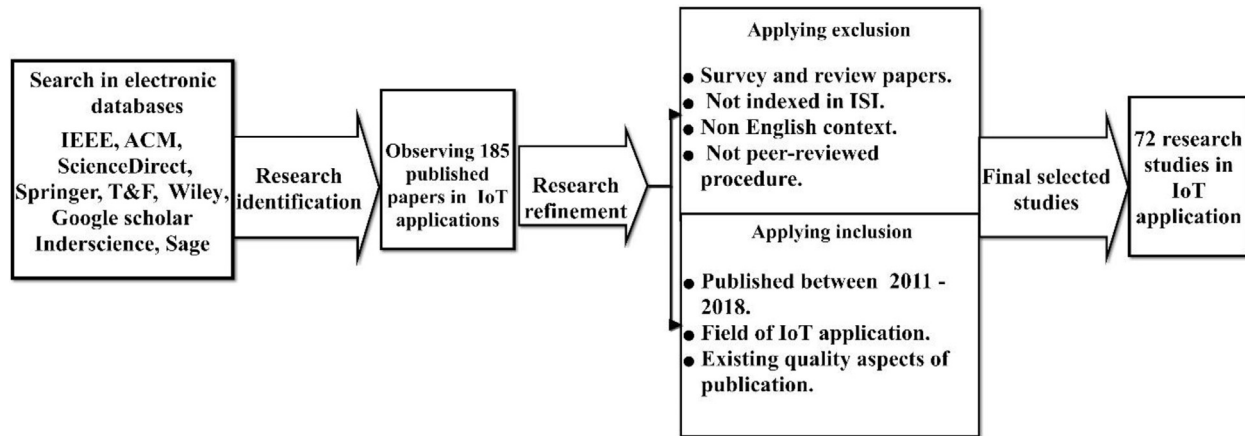 Search in electronic
databases
IEEE, ACM,
ScienceDirect,
Springer, T&F, Wiley,
Google scholar
Inderscience, Sage
Research
identification
Observing 185
published
papers in IoT
applications
Research
refinement
Applying exclusion
● Survey and review papers.
● Not indexed in ISI.
● Non English context.
● Not peer-reviewed
procedure.
Applying inclusion
● Published between 2011 -
2018.
● Field of IoT application.
● Existing quality aspects of
publication.
Final selected
studies
72 research
studies in
IoT
application